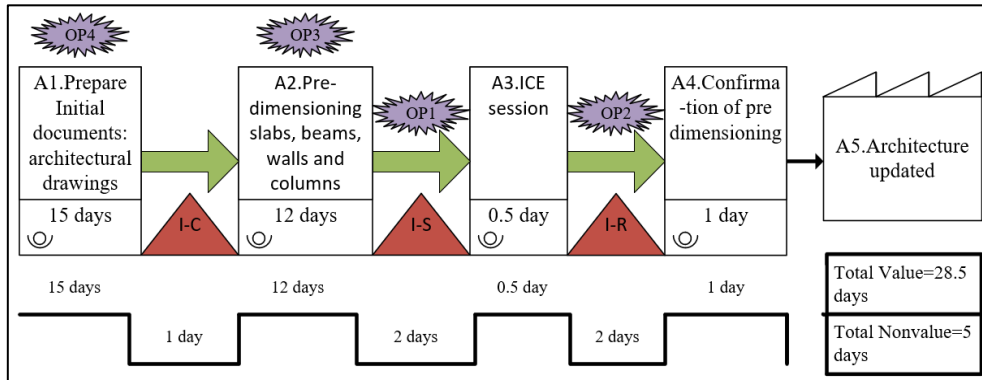 OP4
OP3
A1.Prepare
Initial
documents:
architectural
drawings
15 days
I-C
A2.Pre-
dimensioning
slabs, beams,
walls and
columns
12 days
OP1
I-S
A3.ICE
session
0.5 day
OP2
I-R
A4.Confirma
-tion of pre
dimensioning
1 day
A5.Architecture
updated
15 days
12 days
0.5 day
1 day
1 day
2 days
2 days
Total Value=28.5
days
Total Nonvalue=5
days